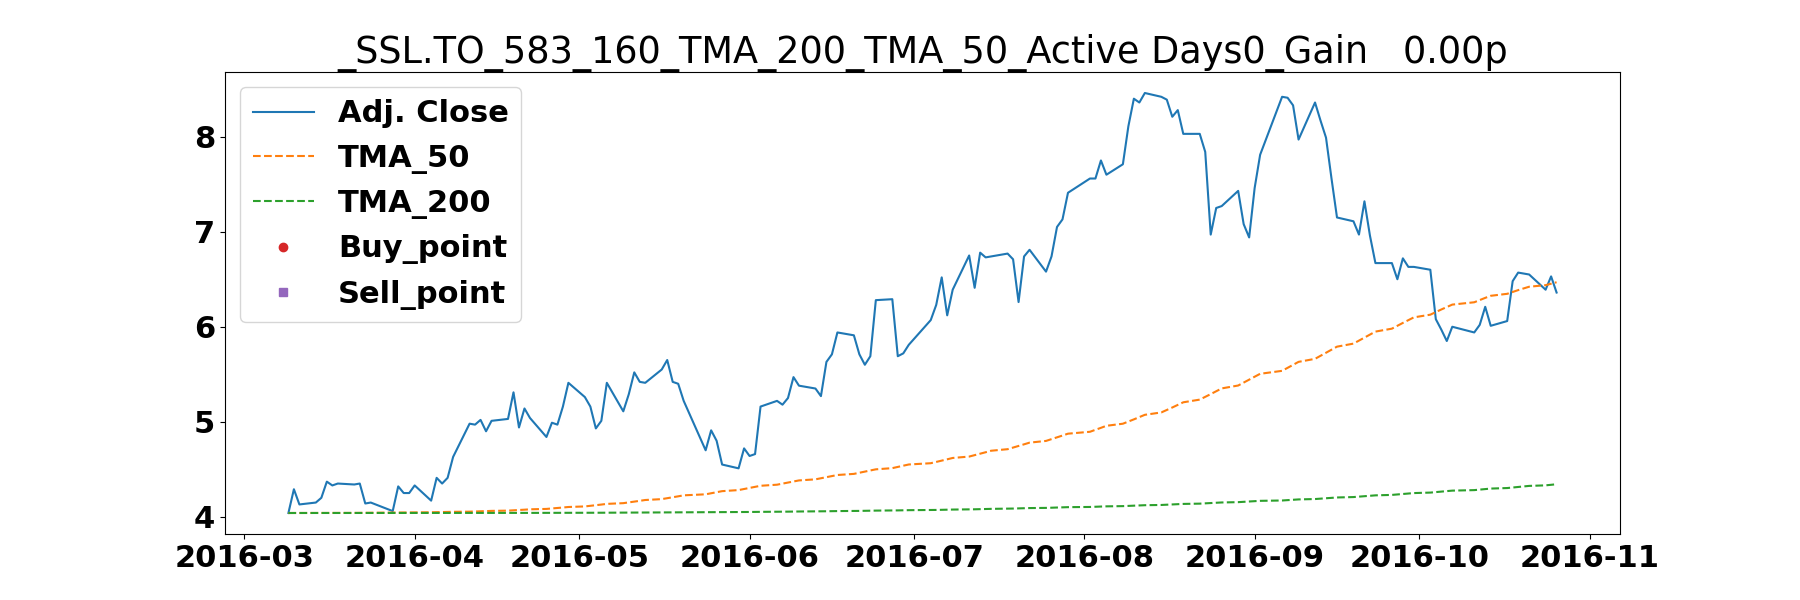 _SSL.TO_583_160_TMA_200_TMA_50_Active Days0_Gain   0.00p
Adj. Close
TMA_50
TMA_200
Buy_point
Sell_point
8
7
6
5
4
2016-03 2016-04 2016-05 2016-06 2016-07 2016-08 2016-09 2016-10 2016-11